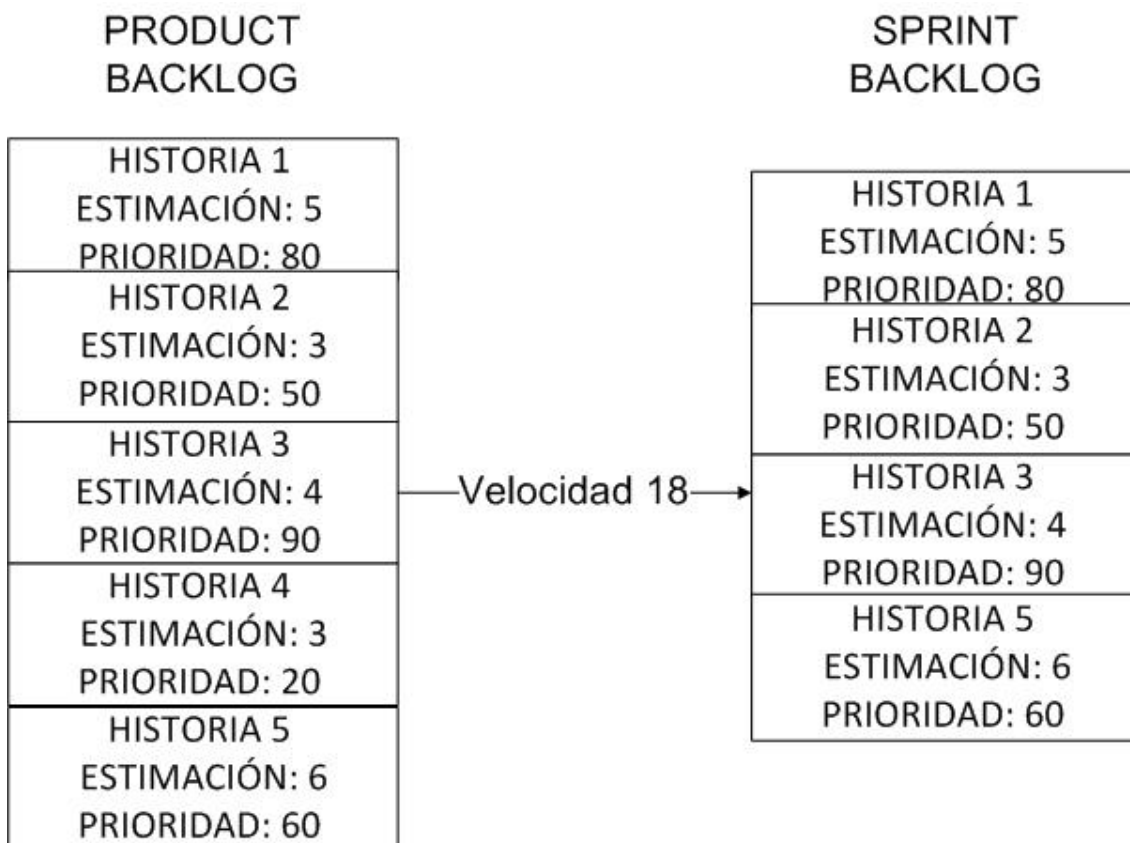 PRODUCT
BACKLOG
HISTORIA 1
ESTIMACIÓN: 5
PRIORIDAD: 80
HISTORIA 2
ESTIMACIÓN: 3
PRIORIDAD: 50
HISTORIA 3
ESTIMACIÓN: 4
PRIORIDAD: 90
HISTORIA 4
ESTIMACIÓN: 3
PRIORIDAD: 20
HISTORIA 5
ESTIMACIÓN: 6
PRIORIDAD: 60
Velocidad 18
SPRINT
BACKLOG
HISTORIA 1
ESTIMACIÓN: 5
PRIORIDAD: 80
HISTORIA 2
ESTIMACIÓN: 3
PRIORIDAD: 50
HISTORIA 3
ESTIMACIÓN: 4
PRIORIDAD: 90
HISTORIA 5
ESTIMACIÓN: 6
PRIORIDAD: 60